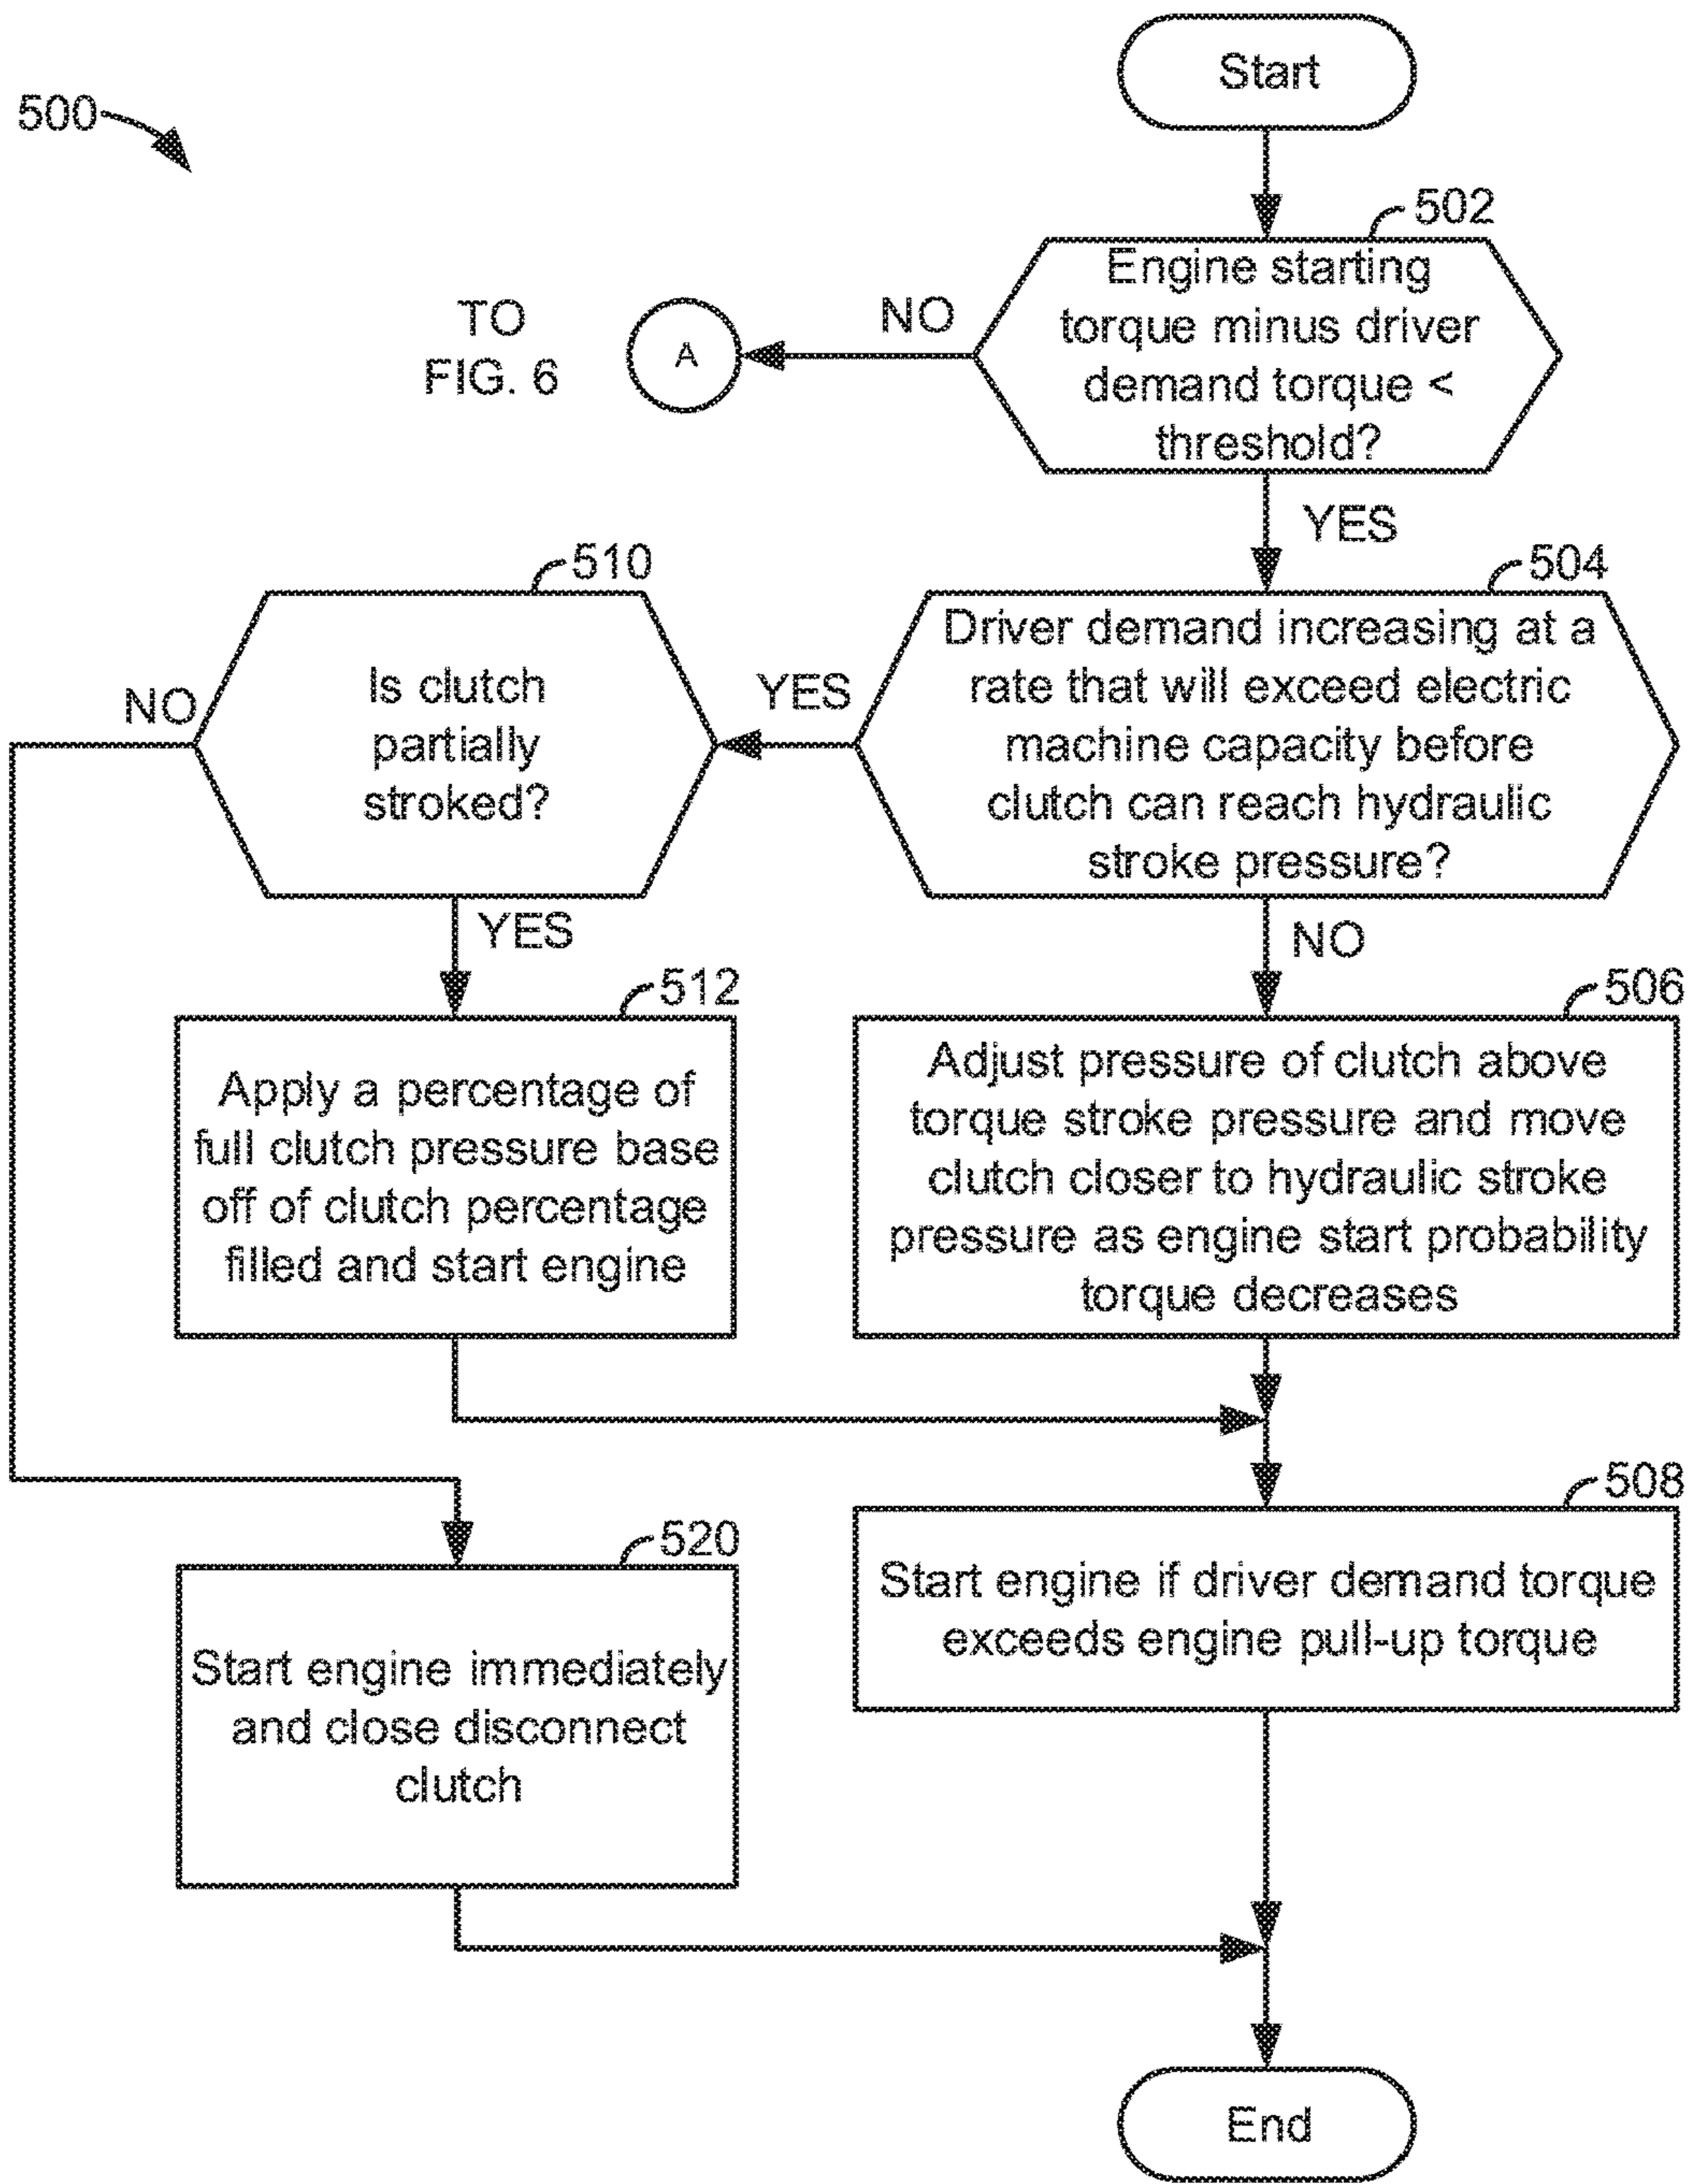 500
Start
502
Engine starting
torque minus driver
demand torque <
threshold?
NO
A
TO
FIG. 6
YES
504
Driver demand increasing at a
rate that will exceed electric
machine capacity before
clutch can reach hydraulic
stroke pressure?
YES
510
Is clutch
partially
stroked?
NO
YES
NO
512
Apply a percentage of
full clutch pressure base
off of clutch percentage
filled and start engine
506
Adjust pressure of clutch above
torque stroke pressure and move
clutch closer to hydraulic stroke
pressure as engine start probability
torque decreases
508
Start engine if driver demand torque
exceeds engine pull-up torque
520
Start engine immediately
and close disconnect
clutch
End